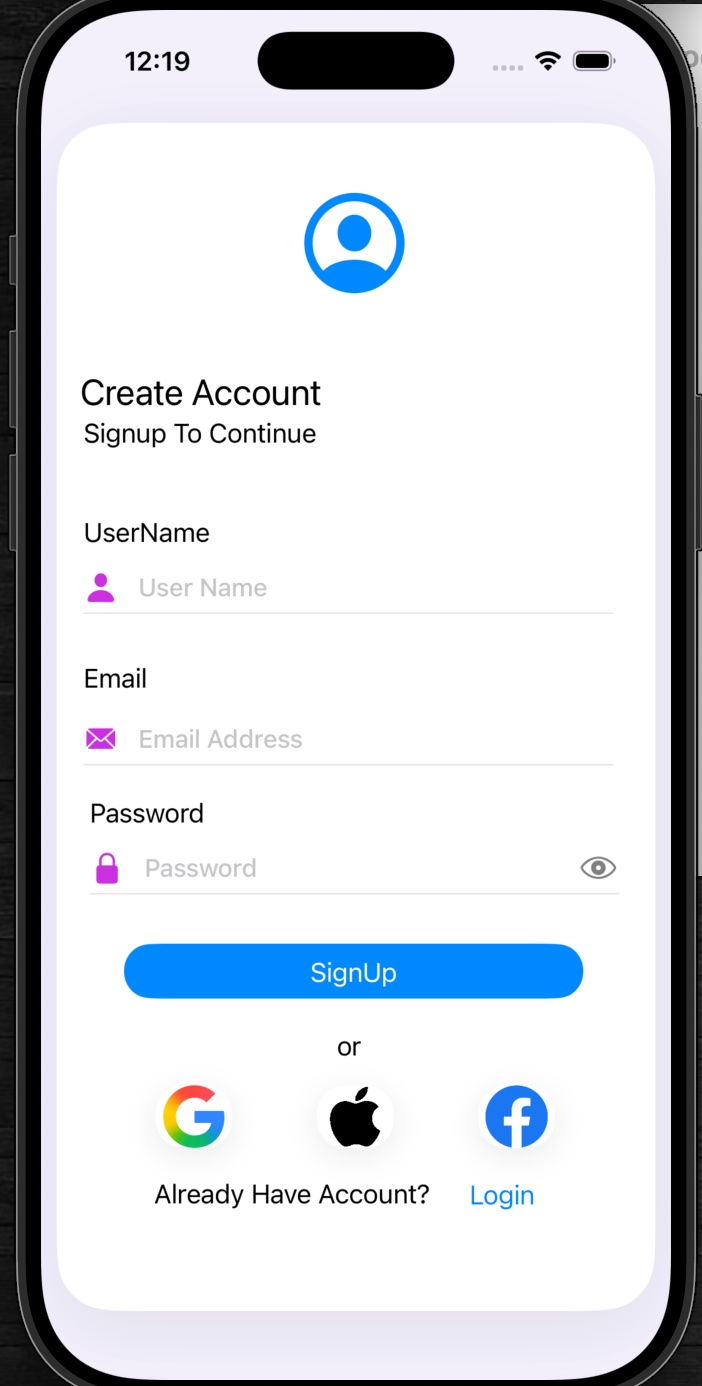 12:19
Create Account
Signup To Continue
UserName
User Name
Email
Email Address
Password
Password
SignUp
or
Already Have Account? Login